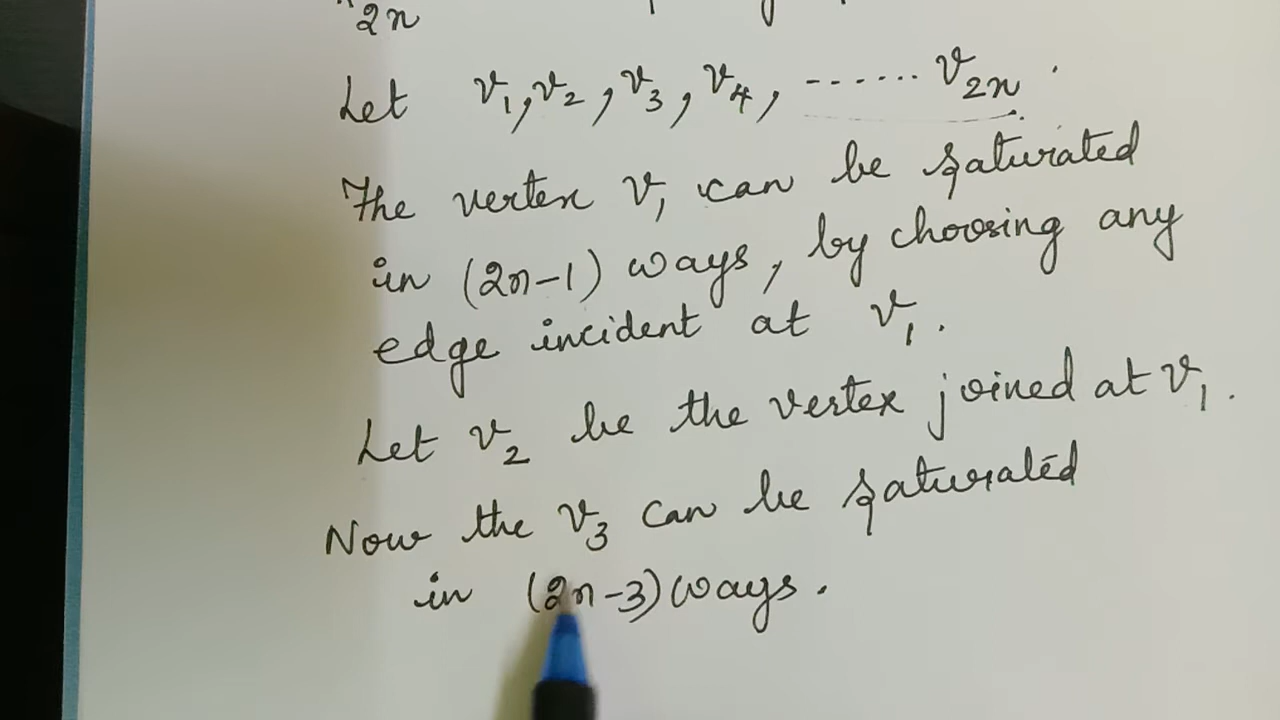 2n
Let v₁, v₂, v₃, v₄, ------ v₂ₙ.
The vertex v₁ can be saturated
in (2n-1) ways, by choosing any
edge incident at v₁.
Let v₂ be the vertex joined at v₁.
Now the v₃ can be saturated
in (2n-3) ways.